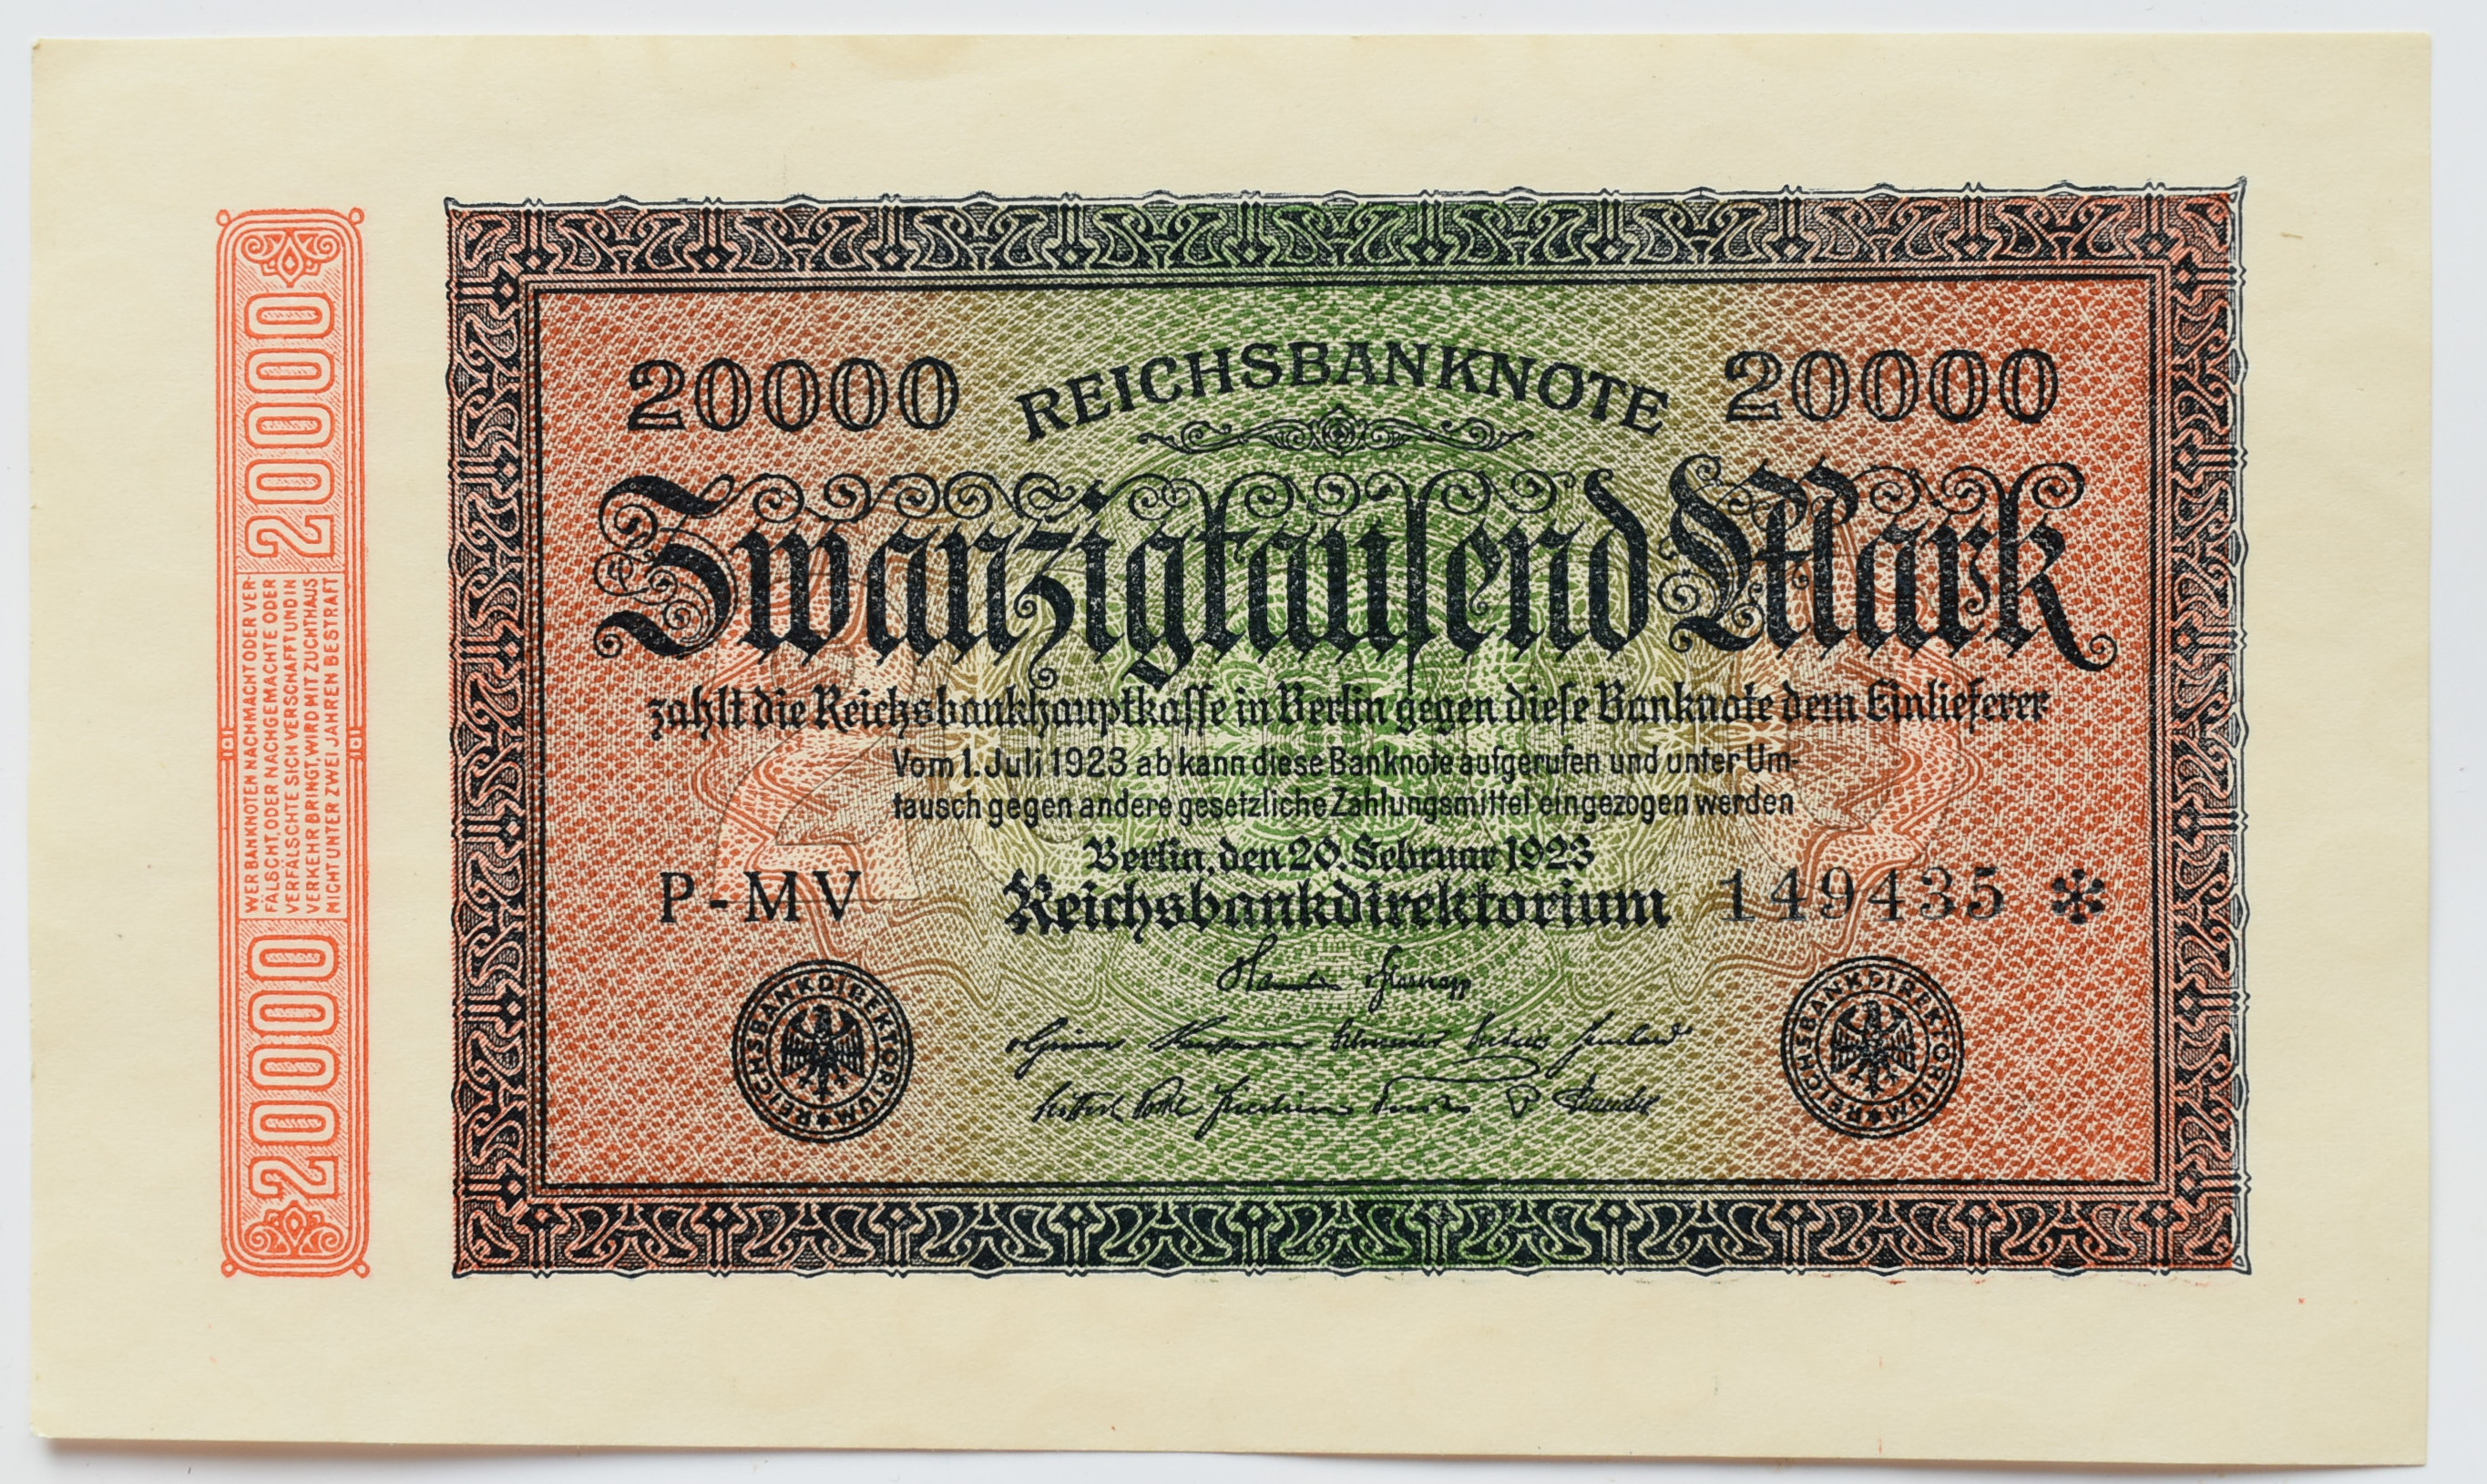 20000
WER BANKNOTEN NACHMACHT ODER VER-
FÄLSCHT, ODER NACHGEMACHTE ODER
VERFÄLSCHTE SICH VERSCHAFFT UND IN
VERKEHR BRINGT, WIRD MIT ZUCHTHAUS
NICHT UNTER ZWEI JAHREN BESTRAFT
20000
20000 REICHSBANKNOTE 20000
Zwanzigtauſend Mark
zahlt die Reichsbankhauptkaſſe in Berlin gegen dieſe Banknote dem Einlieferer
Vom 1. Juli 1923 ab kann diese Banknote aufgerufen und unter Um-
tausch gegen andere gesetzliche Zahlungsmittel eingezogen werden
Berlin, den 20. Februar 1923
P-MV Reichsbankdirektorium 149435 *
REICHSBANKDIREKTORIUM
REICHSBANKDIREKTORIUM